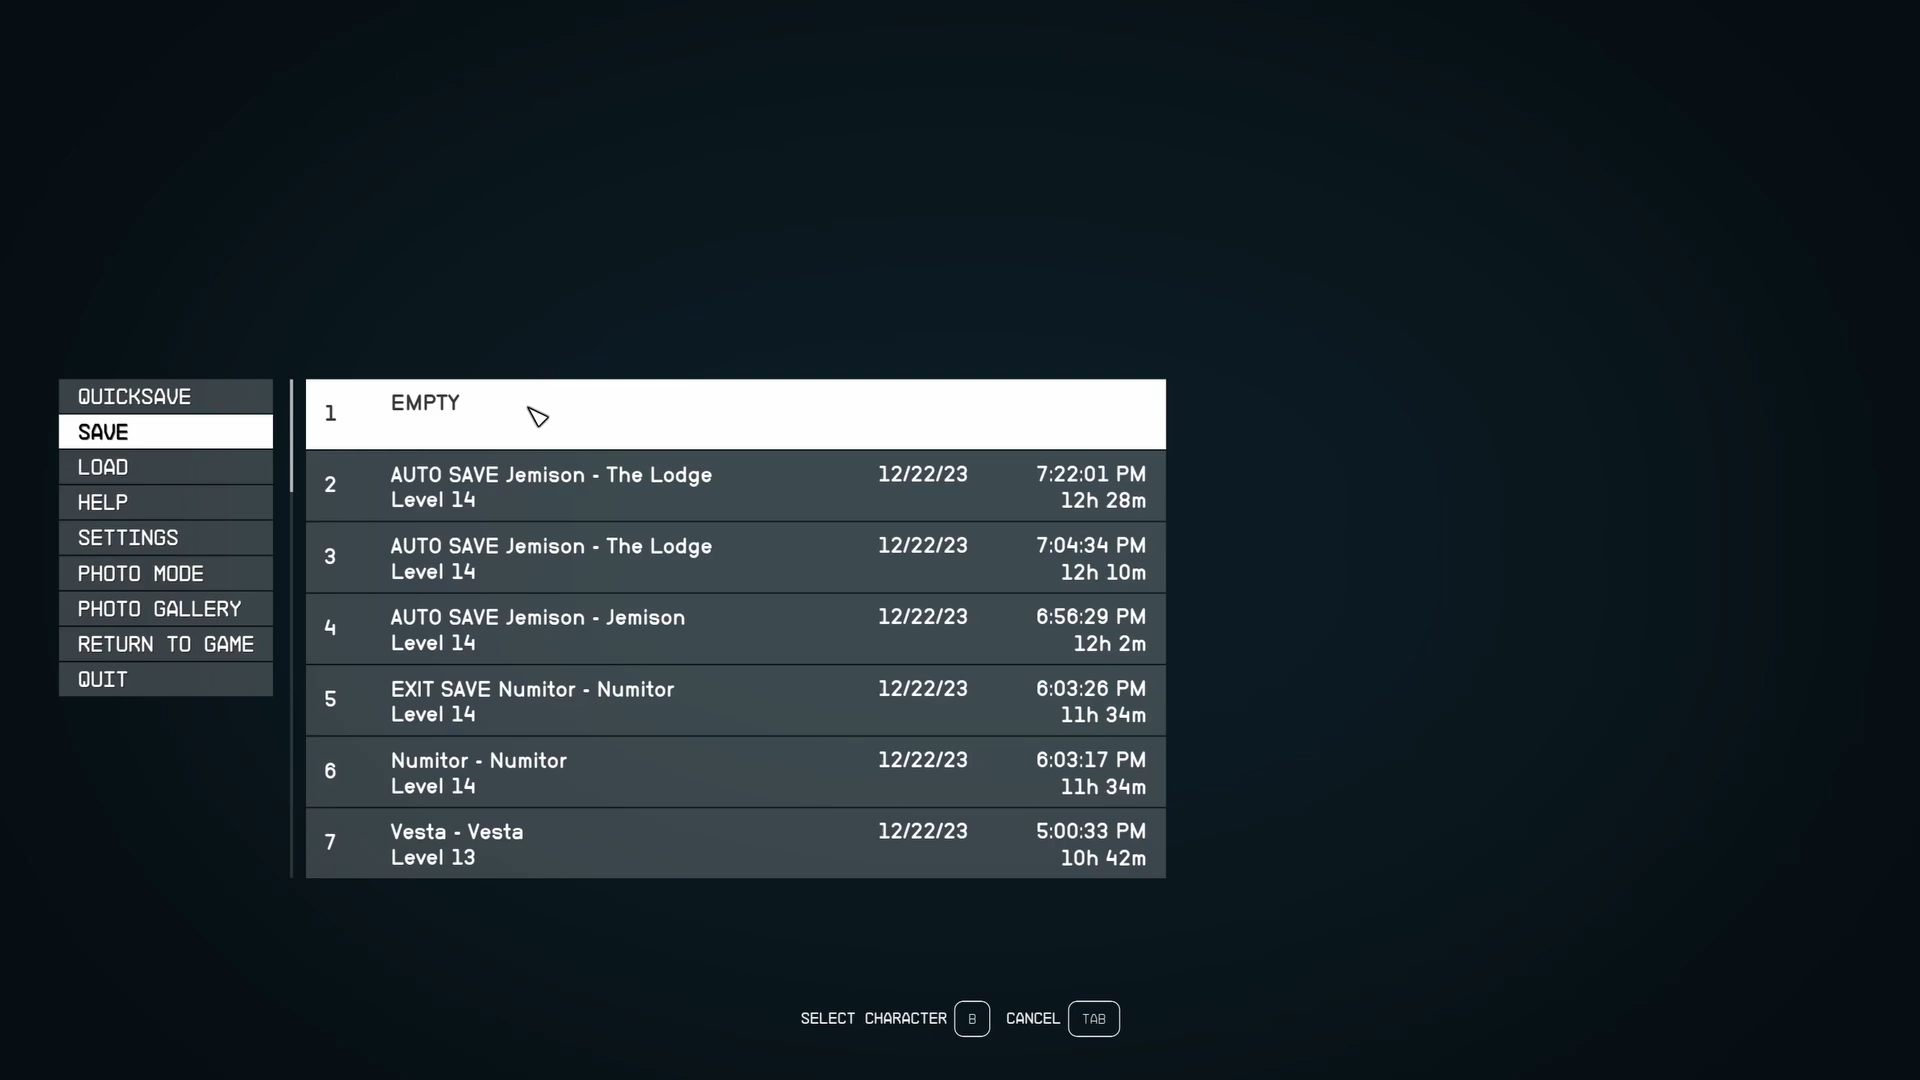 QUICKSAVE
SAVE
LOAD
HELP
SETTINGS
PHOTO MODE
PHOTO GALLERY
RETURN TO GAME
QUIT
1 EMPTY
2 AUTO SAVE Jemison - The Lodge 12/22/23 7:22:01 PM
Level 14 12h 28m
3 AUTO SAVE Jemison - The Lodge 12/22/23 7:04:34 PM
Level 14 12h 10m
4 AUTO SAVE Jemison - Jemison 12/22/23 6:56:29 PM
Level 14 12h 2m
5 EXIT SAVE Numitor - Numitor 12/22/23 6:03:26 PM
Level 14 11h 34m
6 Numitor - Numitor 12/22/23 6:03:17 PM
Level 14 11h 34m
7 Vesta - Vesta 12/22/23 5:00:33 PM
Level 13 10h 42m
SELECT CHARACTER B CANCEL TAB